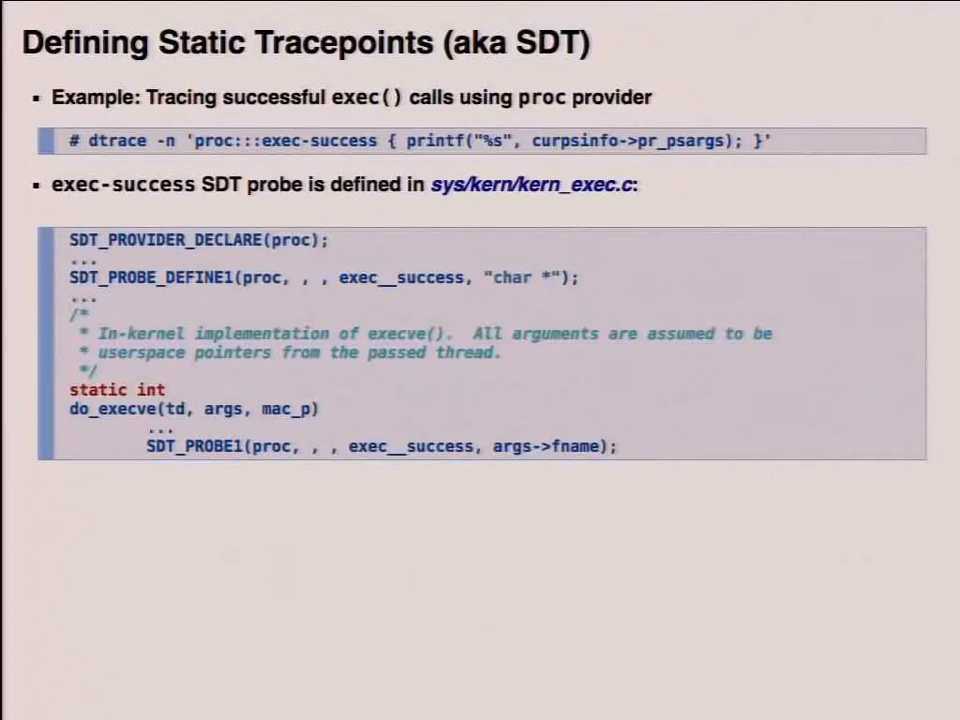 Defining Static Tracepoints (aka SDT)
▪ Example: Tracing successful exec() calls using proc provider
# dtrace -n 'proc:::exec-success { printf("%s", curpsinfo->pr_psargs); }'
▪ exec-success SDT probe is defined in sys/kern/kern_exec.c:
SDT_PROVIDER_DECLARE(proc);
...
SDT_PROBE_DEFINE1(proc, , , exec__success, "char *");
...
/*
 * In-kernel implementation of execve().  All arguments are assumed to be
 * userspace pointers from the passed thread.
 */
static int
do_execve(td, args, mac_p)
        ...
        SDT_PROBE1(proc, , , exec__success, args->fname);